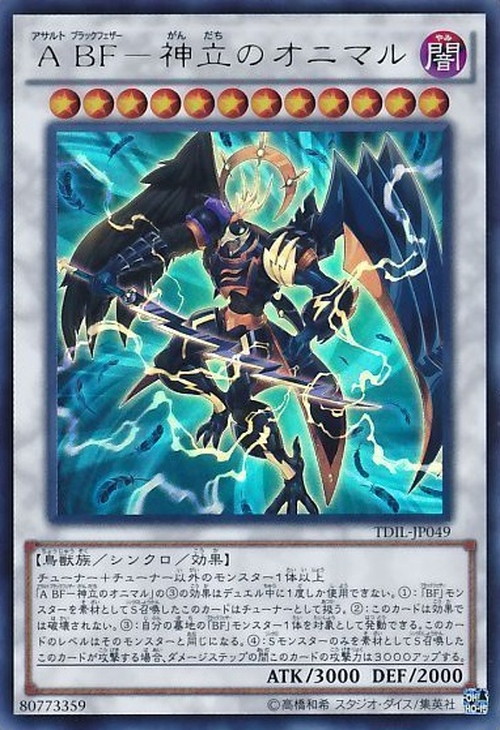 アサルト ブラックフェザー がんだち
A BF－神立のオニマル
やみ
闇
TDIL-JP049
【鳥獣族／シンクロ／効果】
チューナー＋チューナー以外のモンスター１体以上
「A BF－神立のオニマル」の③の効果はデュエル中に１度しか使用できない。①：「BF」モン
スターを素材としてS召喚したこのカードはチューナーとして扱う。②：このカードは効果で
は破壊されない。③：自分の墓地の「BF」モンスター１体を対象として発動できる。このカー
ドのレベルはそのモンスターと同じになる。④：Sモンスターのみを素材としてS召喚した
このカードが攻撃する場合、ダメージステップの間このカードの攻撃力は３０００アップする。
ATK/3000 DEF/2000
80773359
©高橋和希 スタジオ・ダイス/集英社